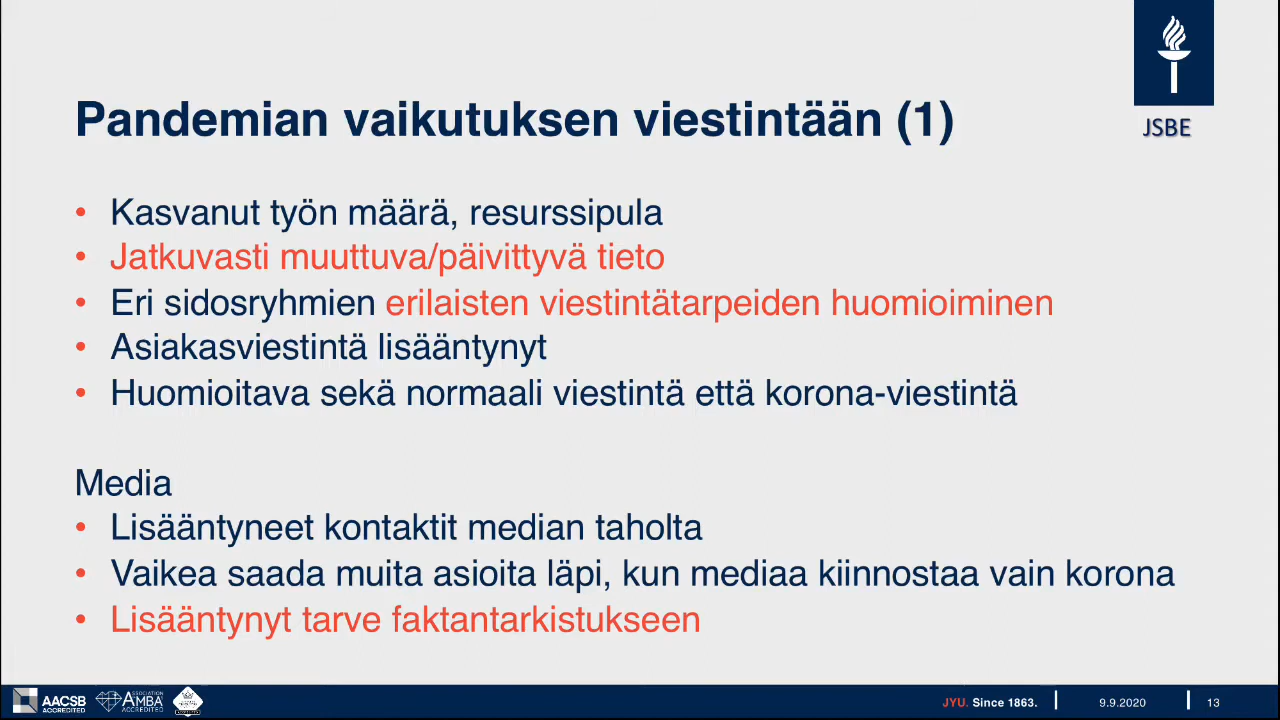 JSBE
Pandemian vaikutuksen viestintään (1)
• Kasvanut työn määrä, resurssipula
• Jatkuvasti muuttuva/päivittyvä tieto
• Eri sidosryhmien erilaisten viestintätarpeiden huomioiminen
• Asiakasviestintä lisääntynyt
• Huomioitava sekä normaali viestintä että korona-viestintä
Media
• Lisääntyneet kontaktit median taholta
• Vaikea saada muita asioita läpi, kun mediaa kiinnostaa vain korona
• Lisääntynyt tarve faktantarkistukseen
AACSB
ACCREDITED
ASSOCIATION
AMBA
ACCREDITED
JYU. Since 1863.
9.9.2020
13